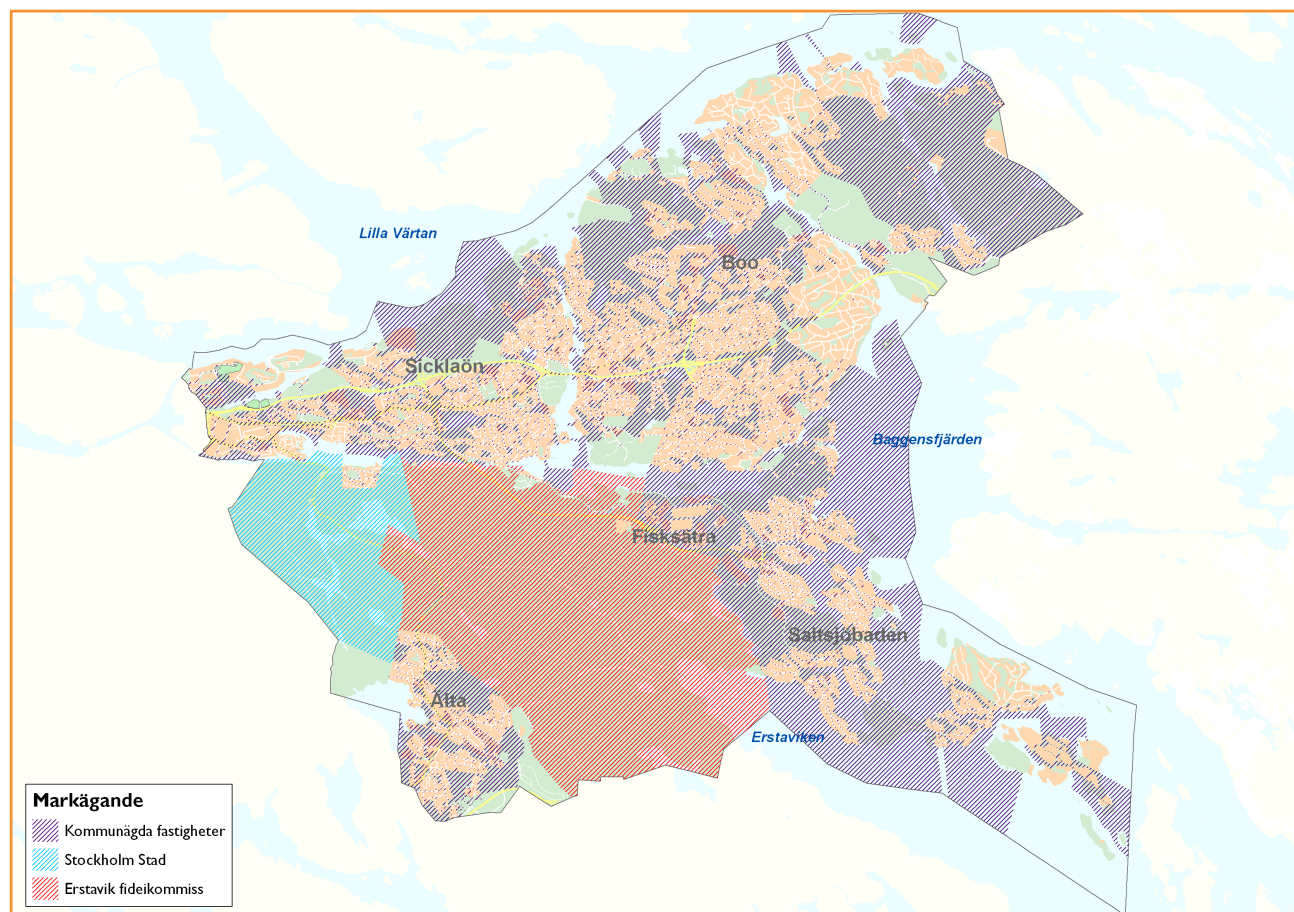 Lilla Värtan
Boo
Sicklaön
Baggensfjärden
Fisksätra
Saltsjöbaden
Älta
Erstaviken
Markägande
Kommunägda fastigheter
Stockholm Stad
Erstavik fideikommiss